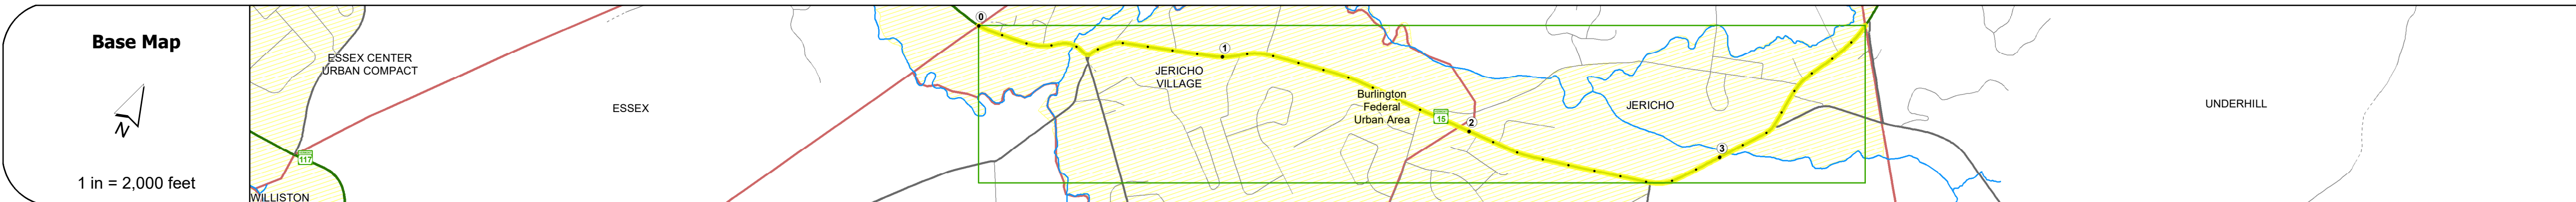 Base Map
N
1 in = 2,000 feet
ESSEX CENTER
URBAN COMPACT
117
WILLISTON
ESSEX
0
1
JERICHO
VILLAGE
Burlington
Federal
Urban Area
15
2
JERICHO
3
UNDERHILL